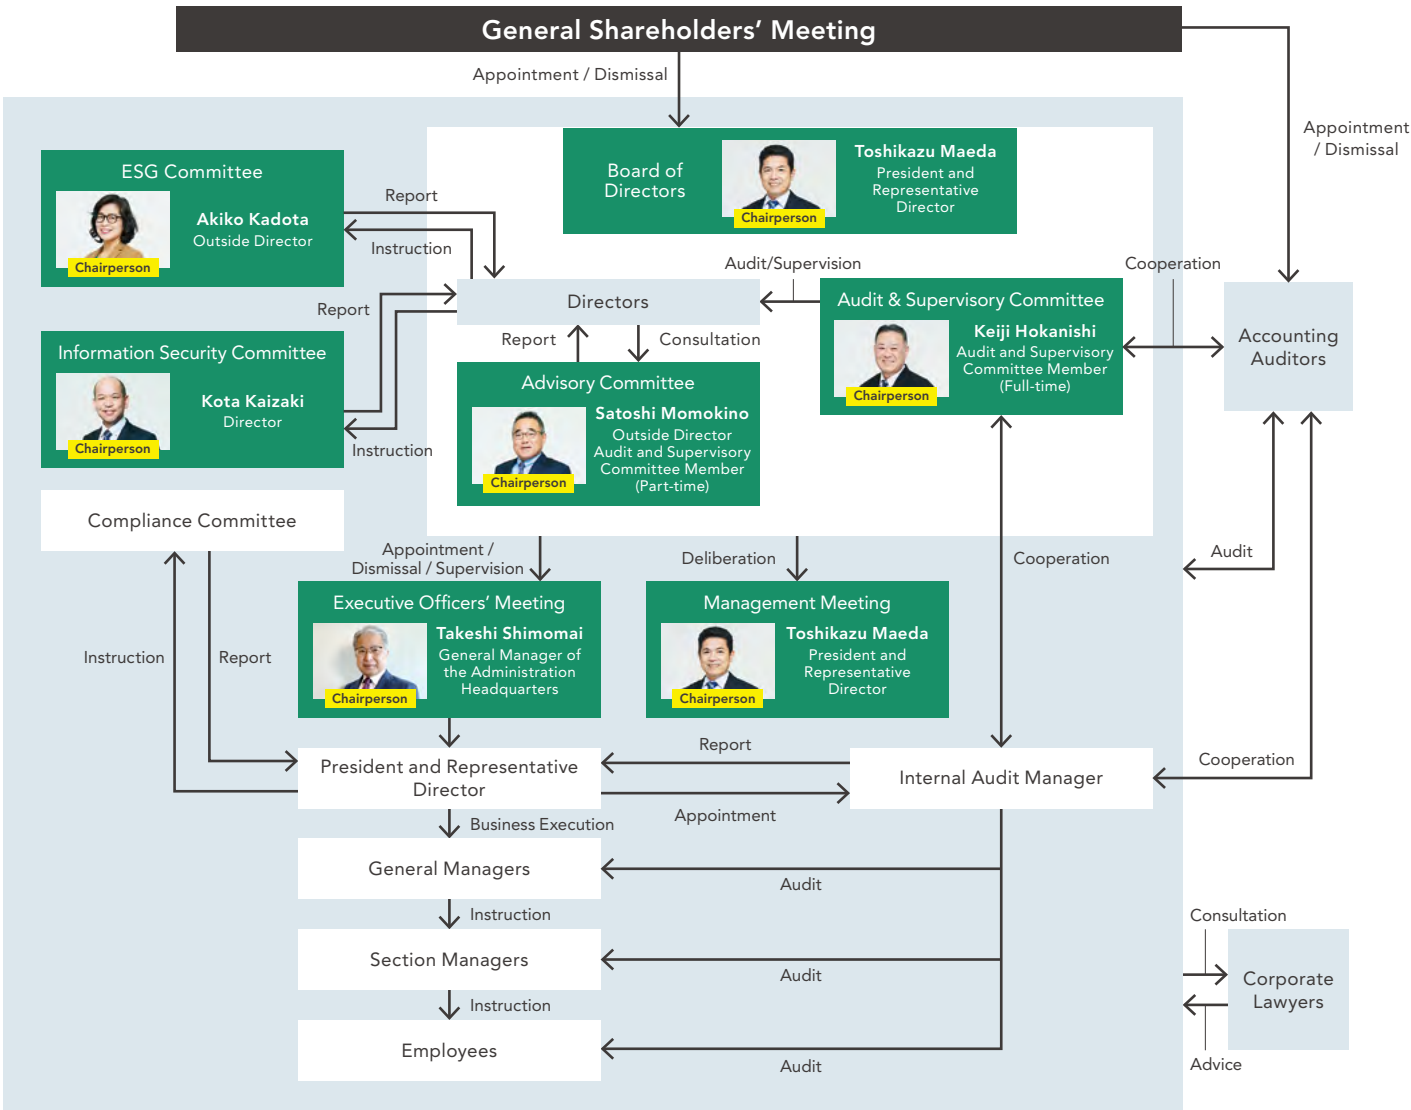 General Shareholders’ Meeting
Appointment / Dismissal
Appointment
/ Dismissal
ESG Committee
Akiko Kadota
Outside Director
Chairperson
Report
Instruction
Board of
Directors
Toshikazu Maeda
President and
Representative
Director
Chairperson
Audit/Supervision
Cooperation
Directors
Report
Information Security Committee
Kota Kaizaki
Director
Chairperson
Instruction
Report
Consultation
Audit & Supervisory Committee
Keiji Hokanishi
Audit and Supervisory
Committee Member
(Full-time)
Chairperson
Accounting
Auditors
Advisory Committee
Satoshi Momokino
Outside Director
Audit and Supervisory
Committee Member
(Part-time)
Chairperson
Compliance Committee
Appointment /
Dismissal / Supervision
Deliberation
Cooperation
Audit
Executive Officers’ Meeting
Takeshi Shimomai
General Manager of
the Administration
Headquarters
Chairperson
Management Meeting
Toshikazu Maeda
President and
Representative
Director
Chairperson
Instruction
Report
President and Representative
Director
Report
Appointment
Internal Audit Manager
Cooperation
Business Execution
General Managers
Audit
Instruction
Section Managers
Audit
Instruction
Employees
Audit
Consultation
Corporate
Lawyers
Advice